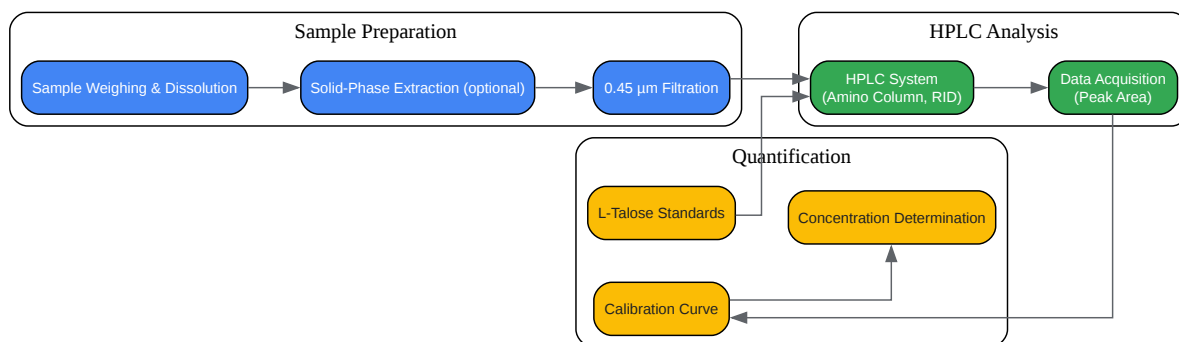 Sample Preparation
Sample Weighing & Dissolution
Solid-Phase Extraction (optional)
0.45 µm Filtration
HPLC Analysis
HPLC System
(Amino Column, RID)
Data Acquisition
(Peak Area)
Quantification
L-Talose Standards
Concentration Determination
Calibration Curve